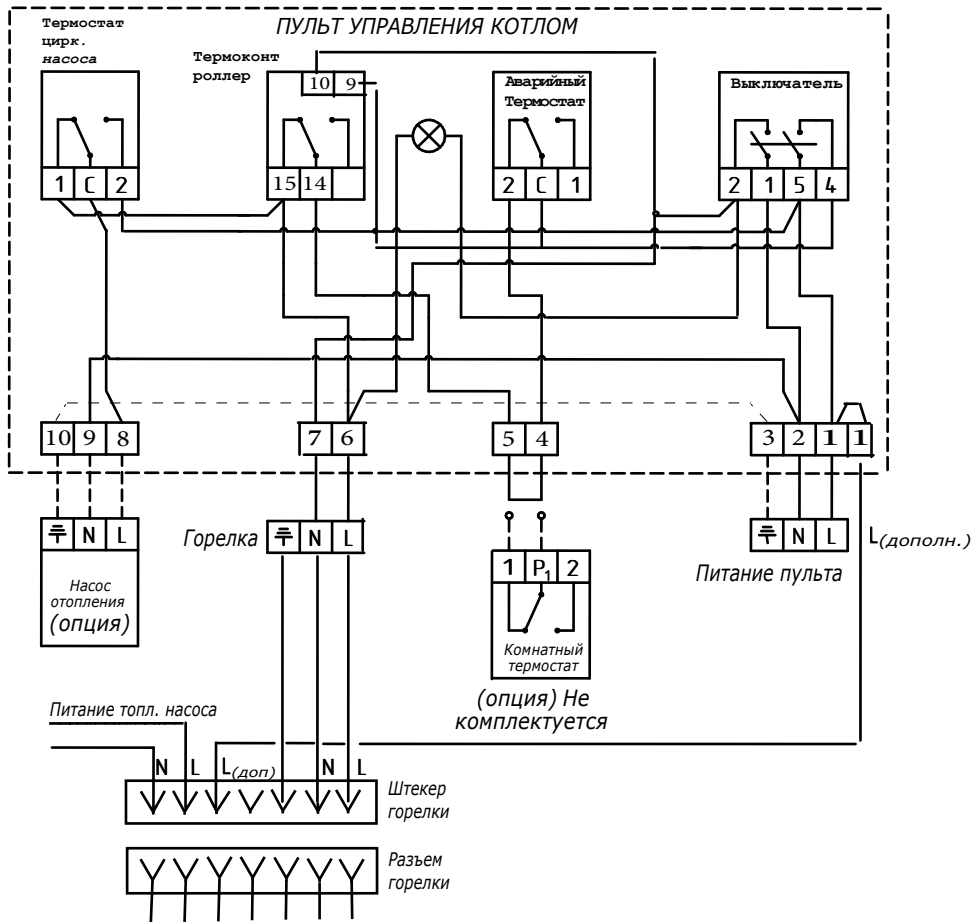 ПУЛЬТ УПРАВЛЕНИЯ КОТЛОМ
Термостат
цирк.
насоса
Термоконт
роллер
10 9
Аварийный
Термостат
Выключатель
1 C 2
15 14
2 C 1
2 1 5 4
10 9 8
7 6
5 4
3 2 1 1
N L
Насос
отопления
(опция)
Горелка
N L
1 P1 2
Комнатный
термостат
(опция) Не
комплектуется
N L
Питание пульта
L(дополн.)
Питание топл. насоса
N L L(доп) N L
Штекер
горелки
Разъем
горелки